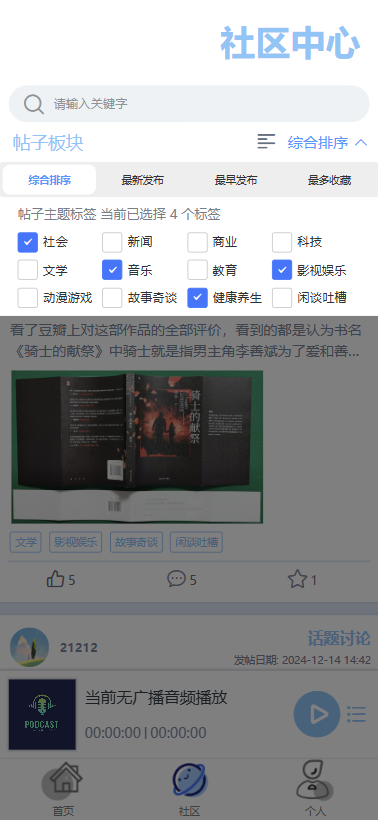 社区中心
请输入关键字
帖子板块
综合排序
综合排序 最新发布 最早发布 最多收藏
帖子主题标签 当前已选择 4 个标签
社会 新闻 商业 科技
文学 音乐 教育 影视娱乐
动漫游戏 故事奇谈 健康养生 闲谈吐槽
看了豆瓣上对这部作品的全部评价，看到的都是认为书名
《骑士的献祭》中骑士就是指男主角李善斌为了爱和善...
骑士的献祭
文学 影视娱乐 故事奇谈 闲谈吐槽
5 5 1
话题讨论
21212
发帖日期: 2024-12-14 14:42
PODCAST
当前无广播音频播放
00:00:00 | 00:00:00
首页 社区 个人